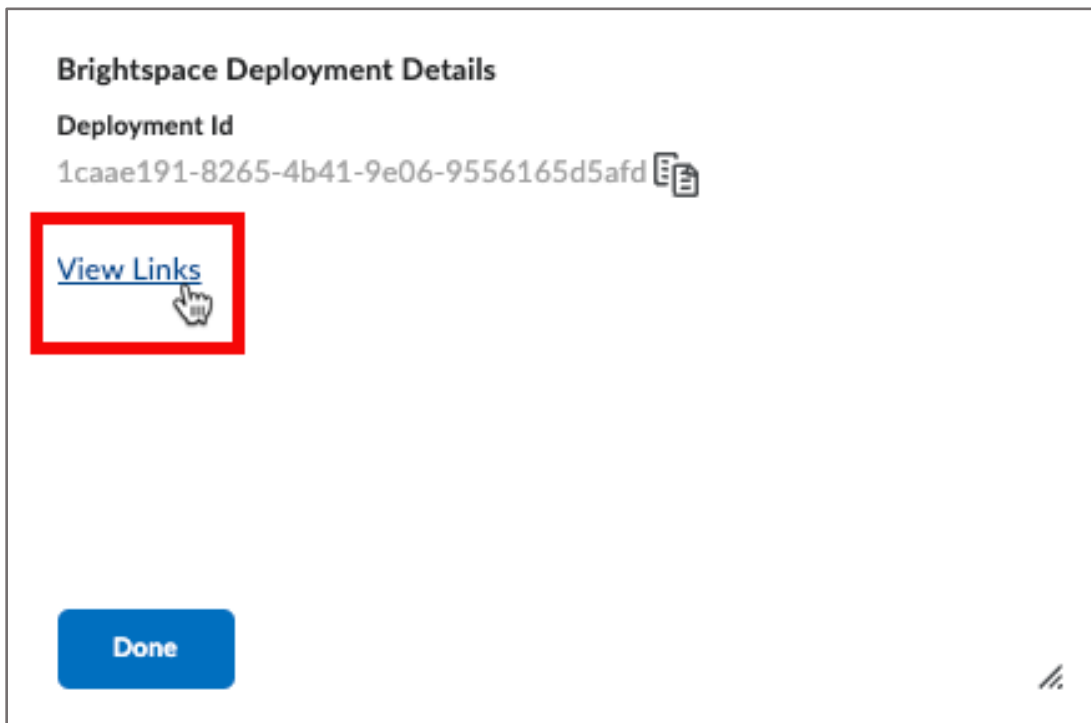 Brightspace Deployment Details
Deployment Id
1caae191-8265-4b41-9e06-9556165d5afd
View Links
Done